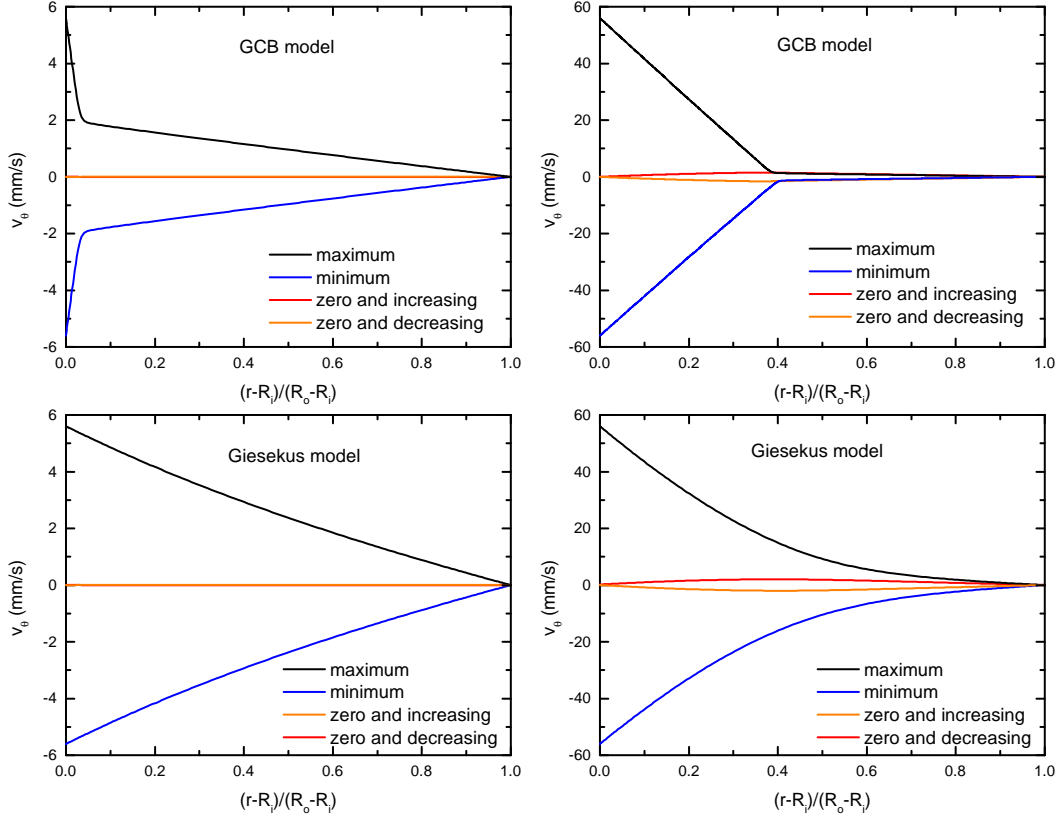 6
4
2
0
-2
-4
-6
v_θ (mm/s)
GCB model
maximum
minimum
zero and increasing
zero and decreasing
0.0 0.2 0.4 0.6 0.8 1.0
(r-R_i)/(R_o-R_i)
60
40
20
0
-20
-40
-60
v_θ (mm/s)
GCB model
maximum
minimum
zero and increasing
zero and decreasing
0.0 0.2 0.4 0.6 0.8 1.0
(r-R_i)/(R_o-R_i)
6
4
2
0
-2
-4
-6
v_θ (mm/s)
Giesekus model
maximum
minimum
zero and increasing
zero and decreasing
0.0 0.2 0.4 0.6 0.8 1.0
(r-R_i)/(R_o-R_i)
60
40
20
0
-20
-40
-60
v_θ (mm/s)
Giesekus model
maximum
minimum
zero and increasing
zero and decreasing
0.0 0.2 0.4 0.6 0.8 1.0
(r-R_i)/(R_o-R_i)